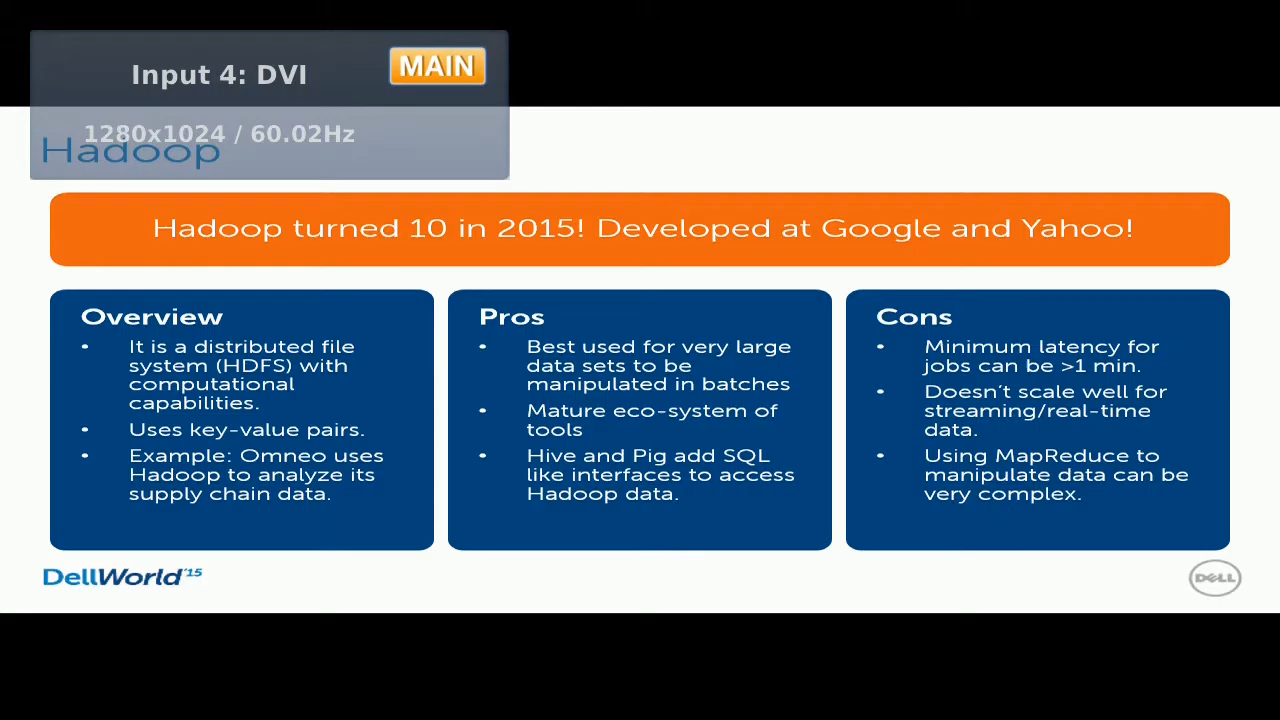 Input 4: DVI
MAIN
1280x1024 / 60.02Hz
Hadoop
Hadoop turned 10 in 2015! Developed at Google and Yahoo!
Overview
• It is a distributed file
system (HDFS) with
computational
capabilities.
• Uses key-value pairs.
• Example: Omneo uses
Hadoop to analyze its
supply chain data.
Pros
• Best used for very large
data sets to be
manipulated in batches
• Mature eco-system of
tools
• Hive and Pig add SQL
like interfaces to access
Hadoop data.
Cons
• Minimum latency for
jobs can be >1 min.
• Doesn't scale well for
streaming/real-time
data.
• Using MapReduce to
manipulate data can be
very complex.
DellWorld'15
DELL